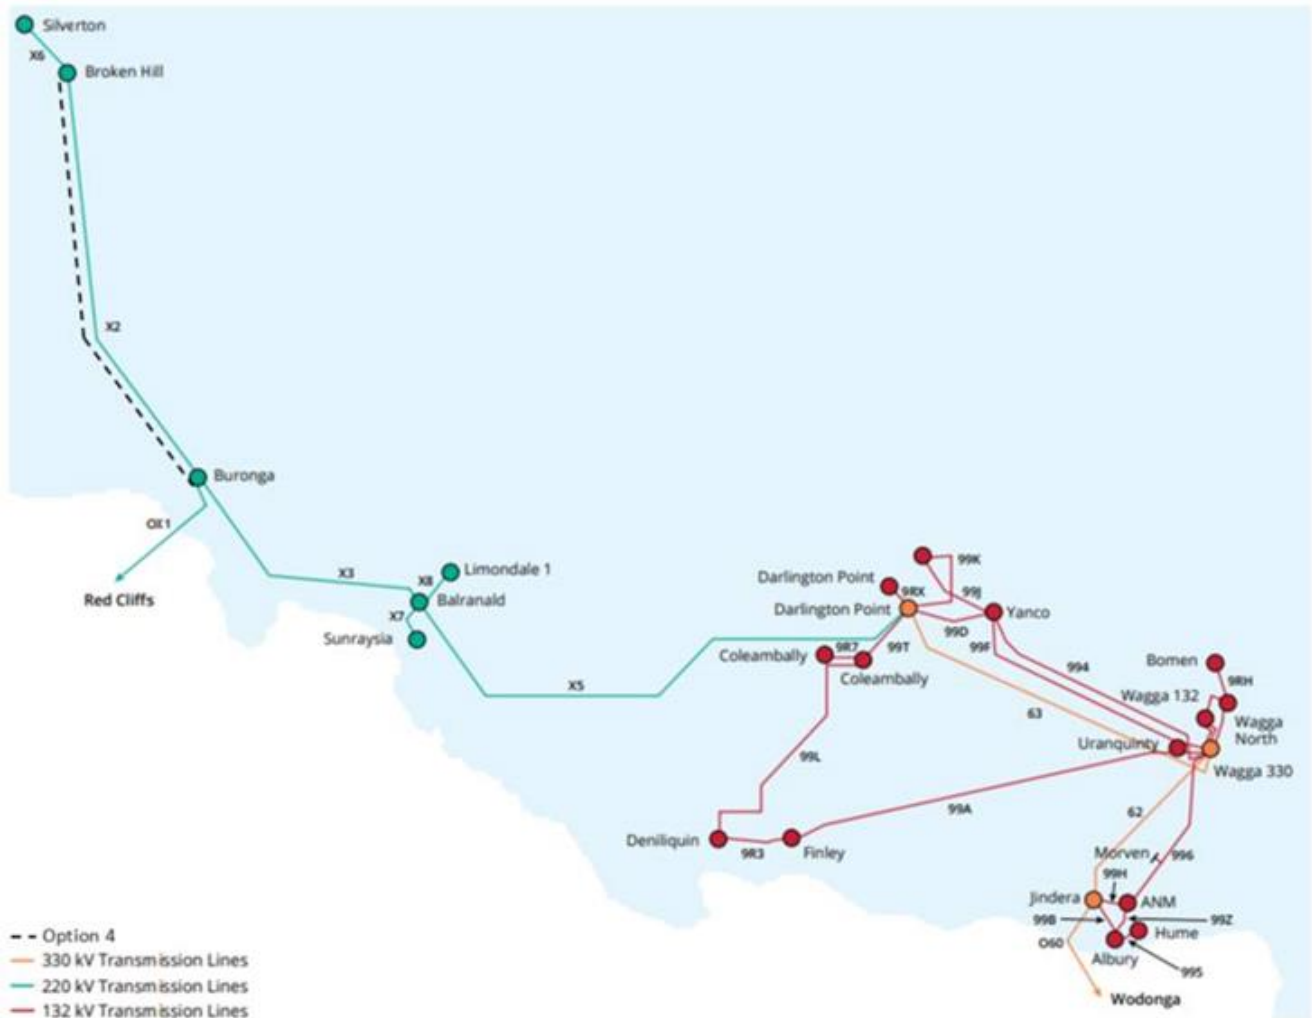 Silverton
X6
Broken Hill
X2
Buronga
OX1
Red Cliffs
X3
X8
Limondale 1
Balranald
X7
Sunraysia
X5
99K
Darlington Point
9RX
99J
Darlington Point
Yanco
99D
9R7
99T
99F
Coleambally
Coleambally
994
Bomen
9RH
Wagga 132
63
Wagga
North
Uranquinty
Wagga 330
99L
99A
62
Deniliquin
9R3
Finley
Morven
996
99H
Jindera
ANM
99B
99Z
Hume
O60
Albury
995
Wodonga
Option 4
330 kV Transmission Lines
220 kV Transmission Lines
132 kV Transmission Lines